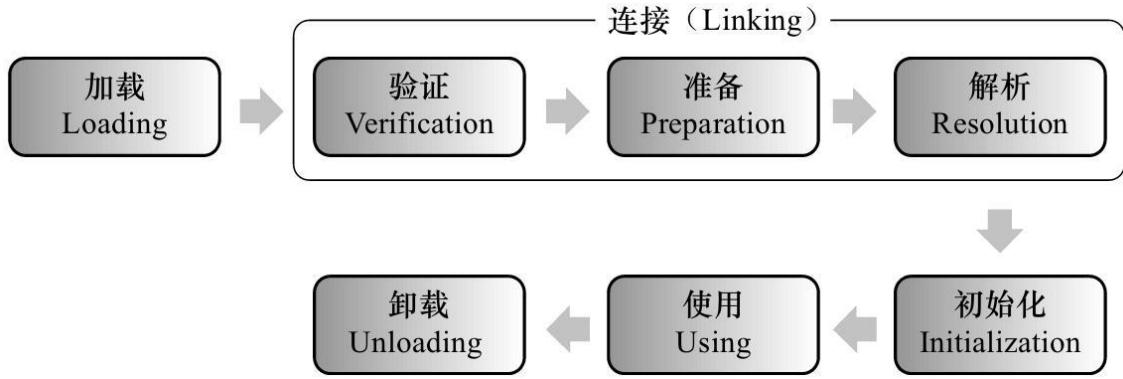 连接（Linking）
加载
Loading
验证
Verification
准备
Preparation
解析
Resolution
初始化
Initialization
使用
Using
卸载
Unloading